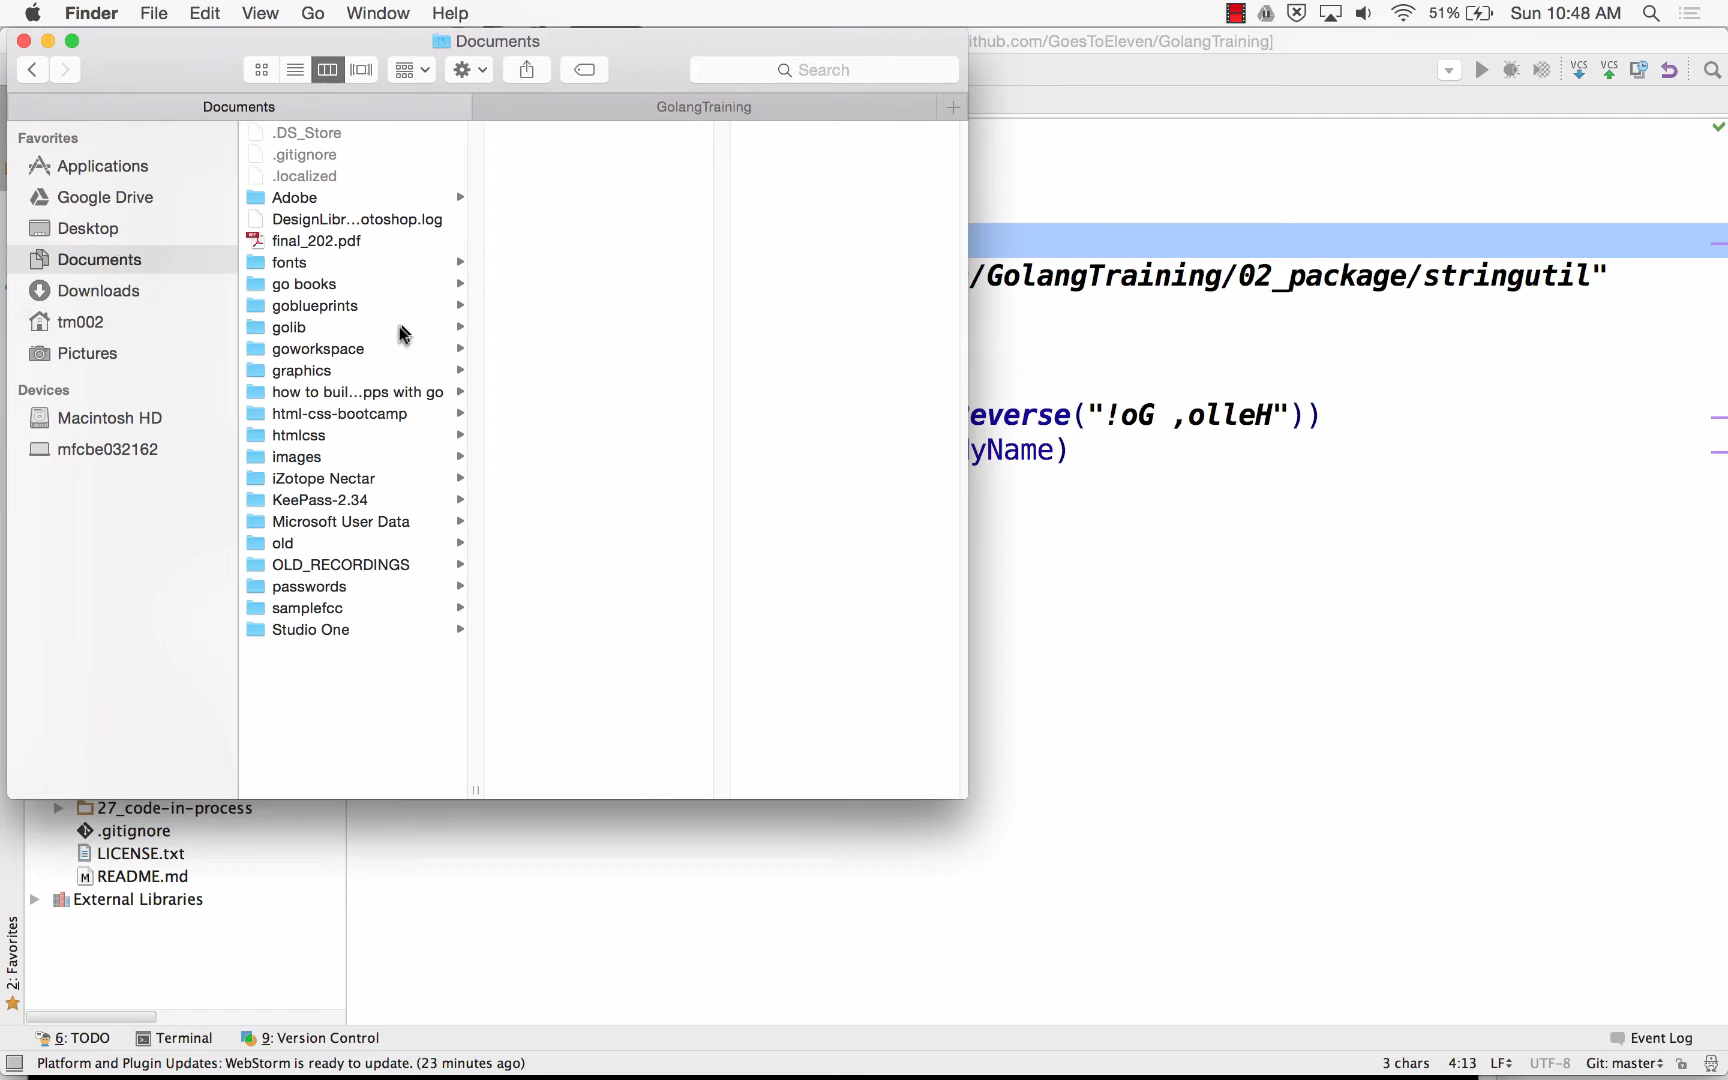 Finder File Edit View Go Window Help 51% Sun 10:48 AM
Documents
ithub.com/GoesToEleven/GolangTraining]
Search
VCS VCS
Documents GolangTraining +
Favorites
Applications
Google Drive
Desktop
Documents
Downloads
tm002
Pictures
Devices
Macintosh HD
mfcbe032162
.DS_Store
.gitignore
.localized
Adobe
DesignLibr...otoshop.log
final_202.pdf
fonts
go books
goblueprints
golib
goworkspace
graphics
how to buil...pps with go
html-css-bootcamp
htmlcss
images
iZotope Nectar
KeePass-2.34
Microsoft User Data
old
OLD_RECORDINGS
passwords
samplefcc
Studio One
/GolangTraining/02_package/stringutil"
everse("!oG ,olleH"))
yName)
27_code-in-process
.gitignore
LICENSE.txt
README.md
External Libraries
2: Favorites
6: TODO Terminal 9: Version Control Event Log
Platform and Plugin Updates: WebStorm is ready to update. (23 minutes ago) 3 chars 4:13 LF UTF-8 Git: master